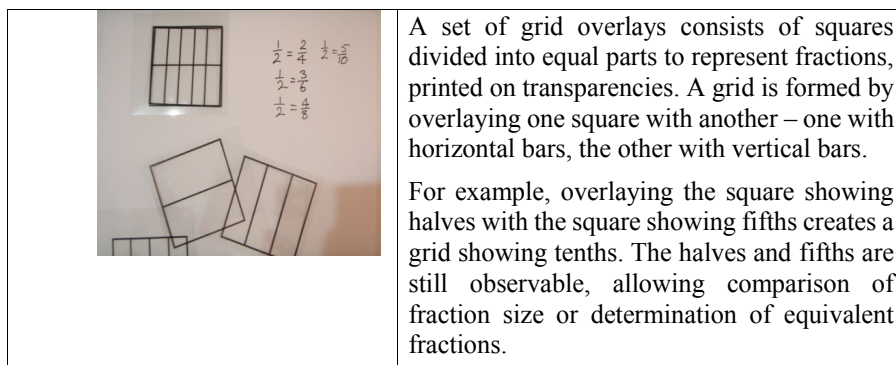 1/2 = 2/4 1/2 = 5/10
1/2 = 3/6
1/2 = 4/8
A set of grid overlays consists of squares
divided into equal parts to represent fractions,
printed on transparencies. A grid is formed by
overlaying one square with another – one with
horizontal bars, the other with vertical bars.
For example, overlaying the square showing
halves with the square showing fifths creates a
grid showing tenths. The halves and fifths are
still observable, allowing comparison of
fraction size or determination of equivalent
fractions.